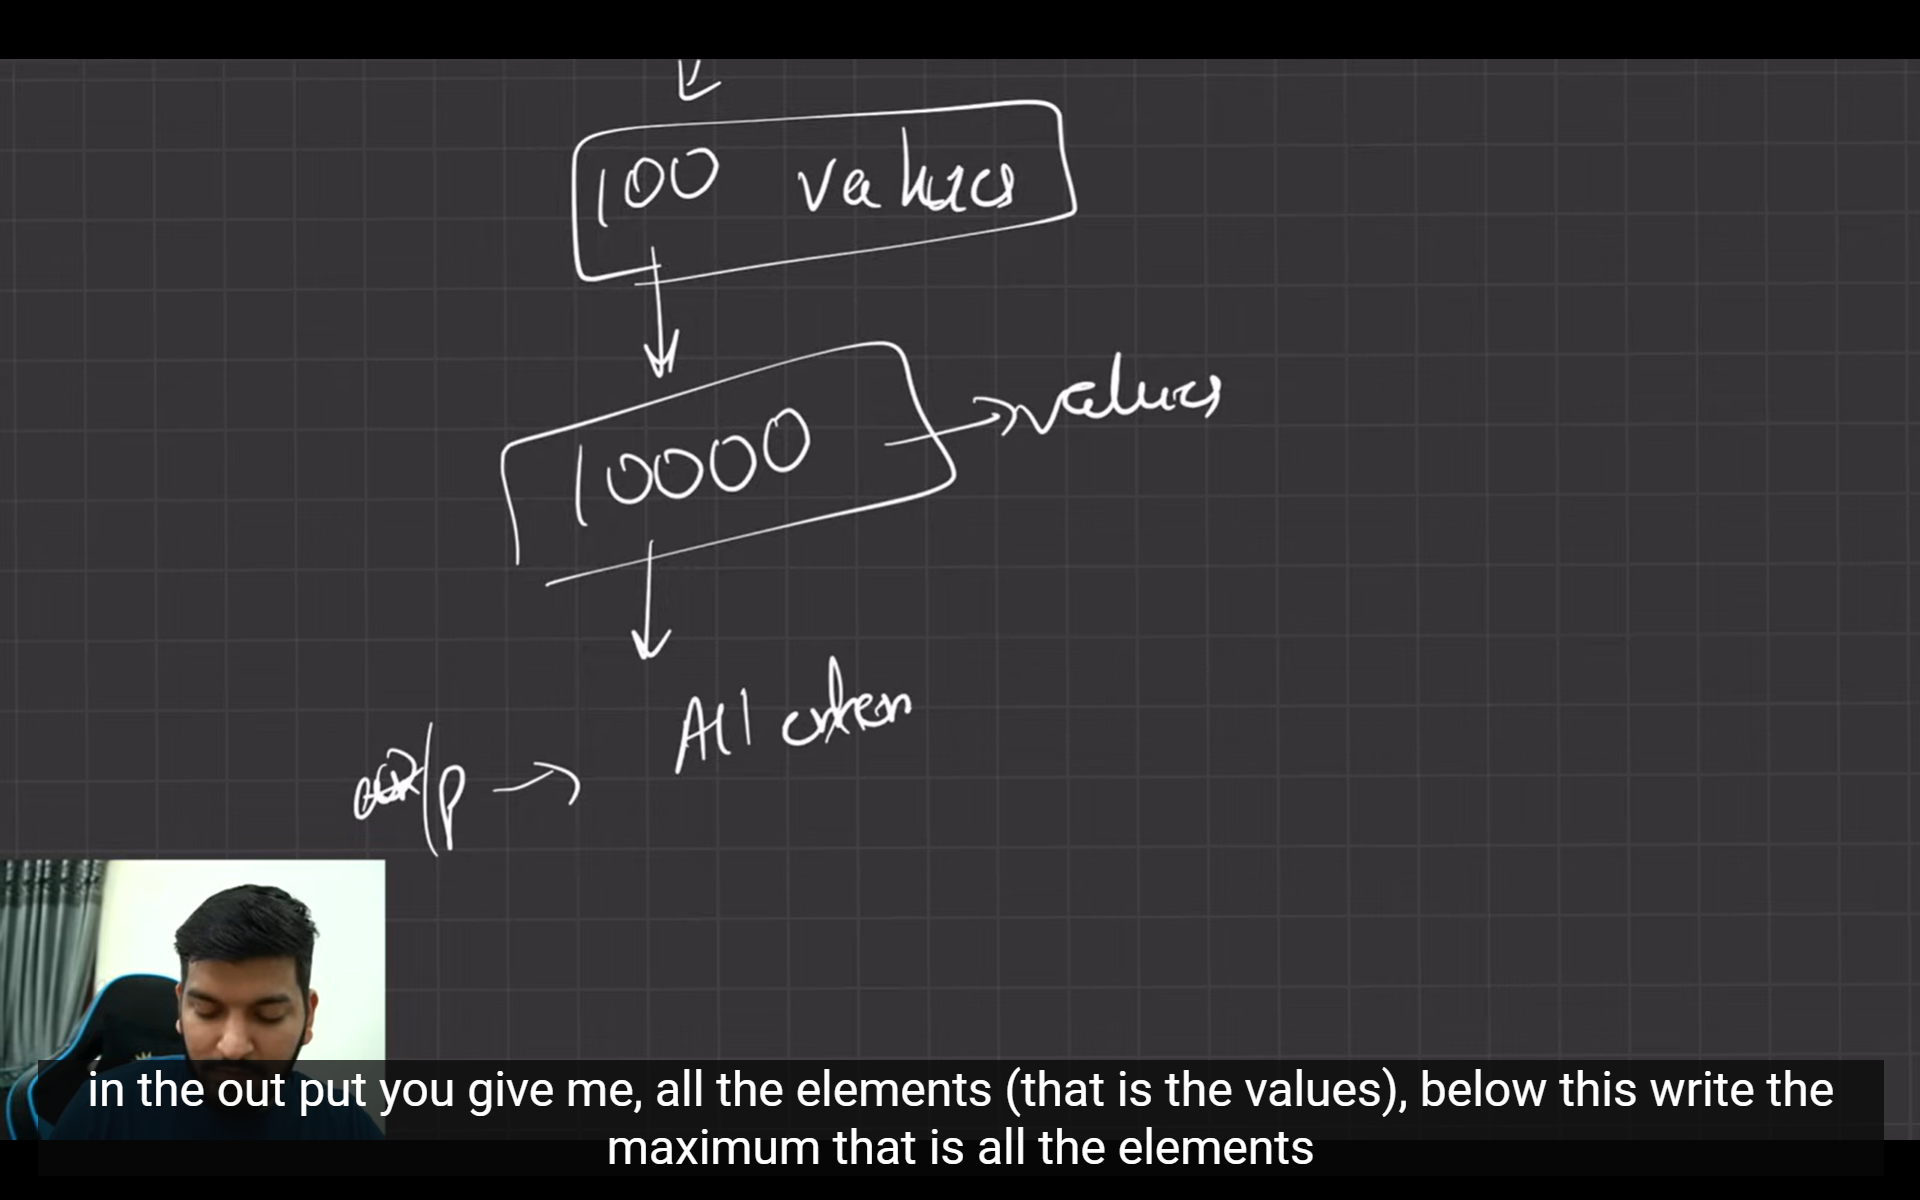 100 values
10000 → values
All
/p →
in the out put you give me, all the elements (that is the values), below this write the
maximum that is all the elements